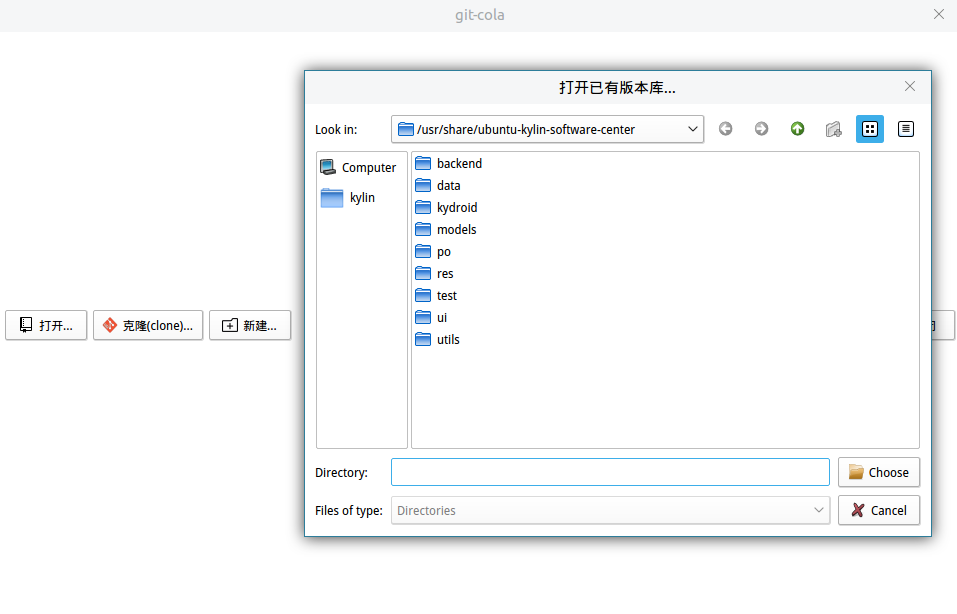 git-cola
打开已有版本库...
Look in:
/usr/share/ubuntu-kylin-software-center
Computer
kylin
backend
data
kydroid
models
po
res
test
ui
utils
打开...
克隆(clone)...
新建...
Directory:
Choose
Files of type:
Directories
Cancel